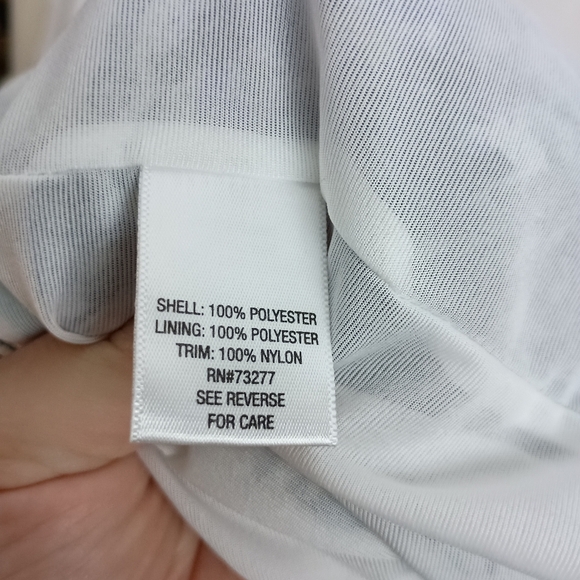 SHELL: 100% POLYESTER
LINING: 100% POLYESTER
TRIM: 100% NYLON
RN#73277
SEE REVERSE
FOR CARE